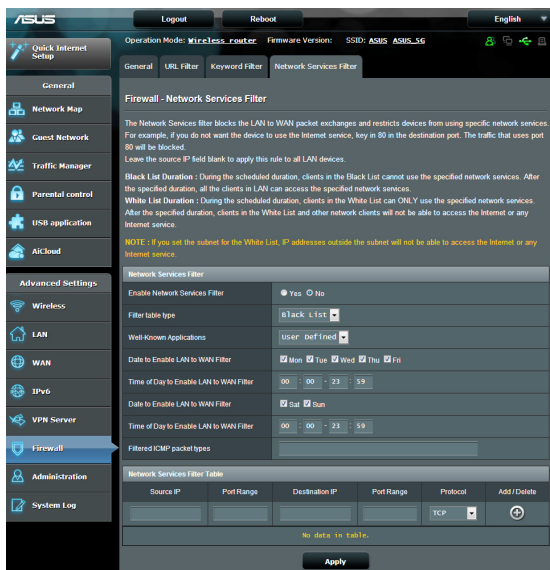 ASUS
Logout
Reboot
English
Quick Internet
Setup
General
Network Map
Guest Network
Traffic Manager
Parental control
USB application
AiCloud
Advanced Settings
Wireless
LAN
WAN
IPv6
VPN Server
Firewall
Administration
System Log
Operation Mode: Wireless router Firmware Version: SSID: ASUS ASUS_5G
General
URL Filter
Keyword Filter
Network Services Filter
Firewall - Network Services Filter
The Network Services filter blocks the LAN to WAN packet exchanges and restricts devices from using specific network services.
For example, if you do not want the device to use the Internet service, key in 80 in the destination port. The traffic that uses port
80 will be blocked.
Leave the source IP field blank to apply this rule to all LAN devices.
Black List Duration : During the scheduled duration, clients in the Black List cannot use the specified network services. After
the specified duration, all the clients in LAN can access the specified network services.
White List Duration : During the scheduled duration, clients in the White List can ONLY use the specified network services.
After the specified duration, clients in the White List and other network clients will not be able to access the Internet or any
Internet service.
NOTE : If you set the subnet for the White List, IP addresses outside the subnet will not be able to access the Internet or any
Internet service.
Network Services Filter
Enable Network Services Filter
Yes No
Filter table type
Black List
Well-Known Applications
User Defined
Date to Enable LAN to WAN Filter
Mon Tue Wed Thu Fri
Time of Day to Enable LAN to WAN Filter
00 : 00 - 23 : 59
Date to Enable LAN to WAN Filter
Sat Sun
Time of Day to Enable LAN to WAN Filter
00 : 00 - 23 : 59
Filtered ICMP packet types
Network Services Filter Table
Source IP Port Range Destination IP Port Range Protocol Add / Delete
TCP
No data in table.
Apply